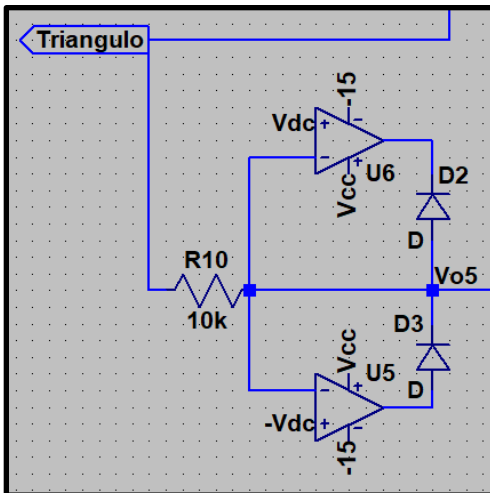 Triangulo
-15
Vdc + -
-
+
Vcc
U6
D2
D
R10
10k
Vo5
D3
D
Vcc
U5
+
-
-Vdc + -
-15